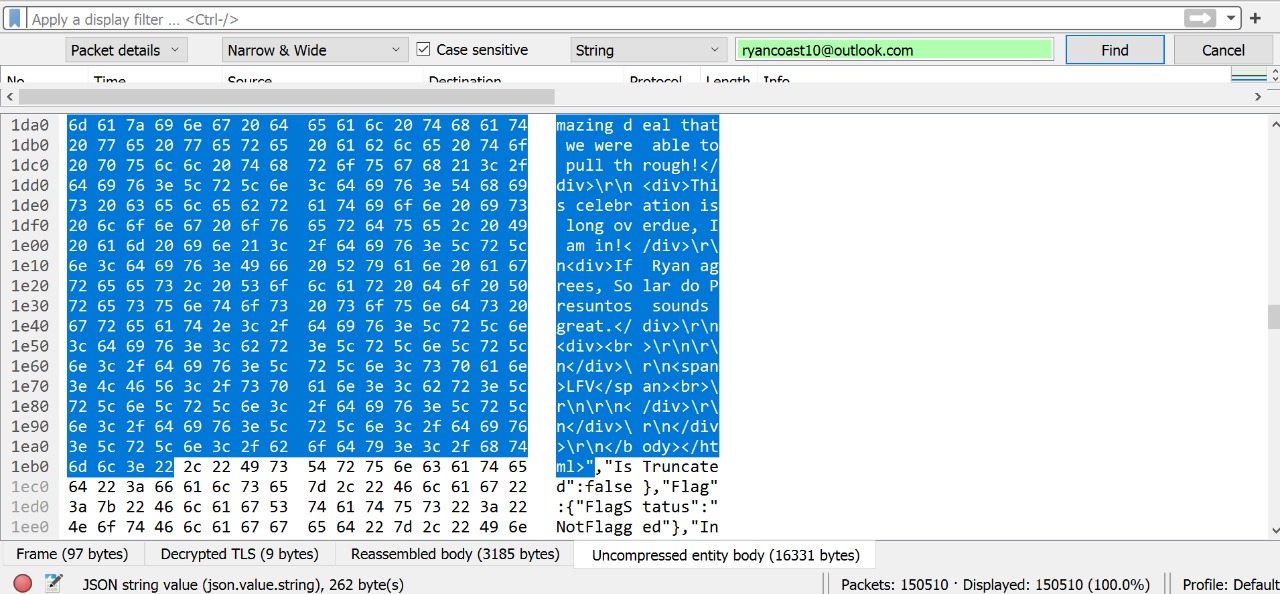 Apply a display filter ... <Ctrl-/>
Packet details Narrow & Wide Case sensitive String ryancoast10@outlook.com Find Cancel
No. Time Source Destination Protocol Length Info
1da0 6d 61 7a 69 6e 67 20 64 65 61 6c 20 74 68 61 74 mazing d eal that
1db0 20 77 65 20 77 65 72 65 20 61 62 6c 65 20 74 6f we were able to
1dc0 20 70 75 6c 6c 20 74 68 72 6f 75 67 68 21 3c 2f pull th rough!</
1dd0 64 69 76 3e 5c 72 5c 6e 3c 64 69 76 3e 54 68 69 div>\r\n <div>Thi
1de0 73 20 63 65 6c 65 62 72 61 74 69 6f 6e 20 69 73 s celebr ation is
1df0 20 6c 6f 6e 67 20 6f 76 65 72 64 75 65 2c 20 49 long ov erdue, I
1e00 20 61 6d 20 69 6e 21 3c 2f 64 69 76 3e 5c 72 5c am in!< /div>\r\
1e10 6e 3c 64 69 76 3e 49 66 20 52 79 61 6e 20 61 67 n<div>If Ryan ag
1e20 72 65 65 73 2c 20 53 6f 6c 61 72 20 64 6f 20 50 rees, So lar do P
1e30 72 65 73 75 6e 74 6f 73 20 73 6f 75 6e 64 73 20 resuntos sounds
1e40 67 72 65 61 74 2e 3c 2f 64 69 76 3e 5c 72 5c 6e great.</ div>\r\n
1e50 3c 64 69 76 3e 3c 62 72 3e 5c 72 5c 6e 5c 72 5c <div><br >\r\n\r\
1e60 6e 3c 2f 64 69 76 3e 5c 72 5c 6e 3c 73 70 61 6e n</div>\ r\n<span
1e70 3e 4c 46 56 3c 2f 73 70 61 6e 3e 3c 62 72 3e 5c >LFV</sp an><br>\
1e80 72 5c 6e 5c 72 5c 6e 3c 2f 64 69 76 3e 5c 72 5c r\n\r\n< /div>\r\
1e90 6e 3c 2f 64 69 76 3e 5c 72 5c 6e 3c 2f 64 69 76 n</div>\ r\n</div
1ea0 3e 5c 72 5c 6e 3c 2f 62 6f 64 79 3e 3c 2f 68 74 >\r\n</b ody></ht
1eb0 6d 6c 3e 22 2c 22 49 73 54 72 75 6e 63 61 74 65 ml>","Is Truncate
1ec0 64 22 3a 66 61 6c 73 65 7d 2c 22 46 6c 61 67 22 d":false },"Flag"
1ed0 3a 7b 22 46 6c 61 67 53 74 61 74 75 73 22 3a 22 :{"FlagS tatus":"
1ee0 4e 6f 74 46 6c 61 67 67 65 64 22 7d 2c 22 49 6e NotFlagg ed"},"In
Frame (97 bytes) Decrypted TLS (9 bytes) Reassembled body (3185 bytes) Uncompressed entity body (16331 bytes)
JSON string value (json.value.string), 262 byte(s) Packets: 150510 · Displayed: 150510 (100.0%) Profile: Default